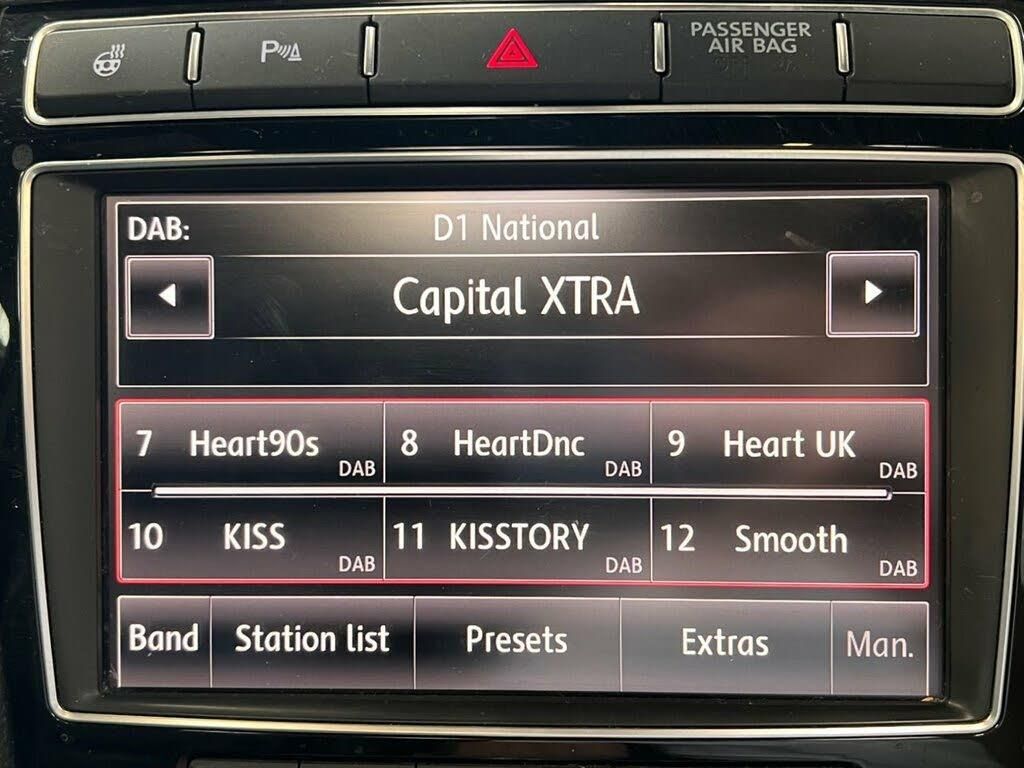 P
PASSENGER
AIR BAG
DAB:
D1 National
Capital XTRA
7 Heart90s DAB
8 HeartDnc DAB
9 Heart UK DAB
10 KISS DAB
11 KISSTORY DAB
12 Smooth DAB
Band Station list Presets Extras Man.